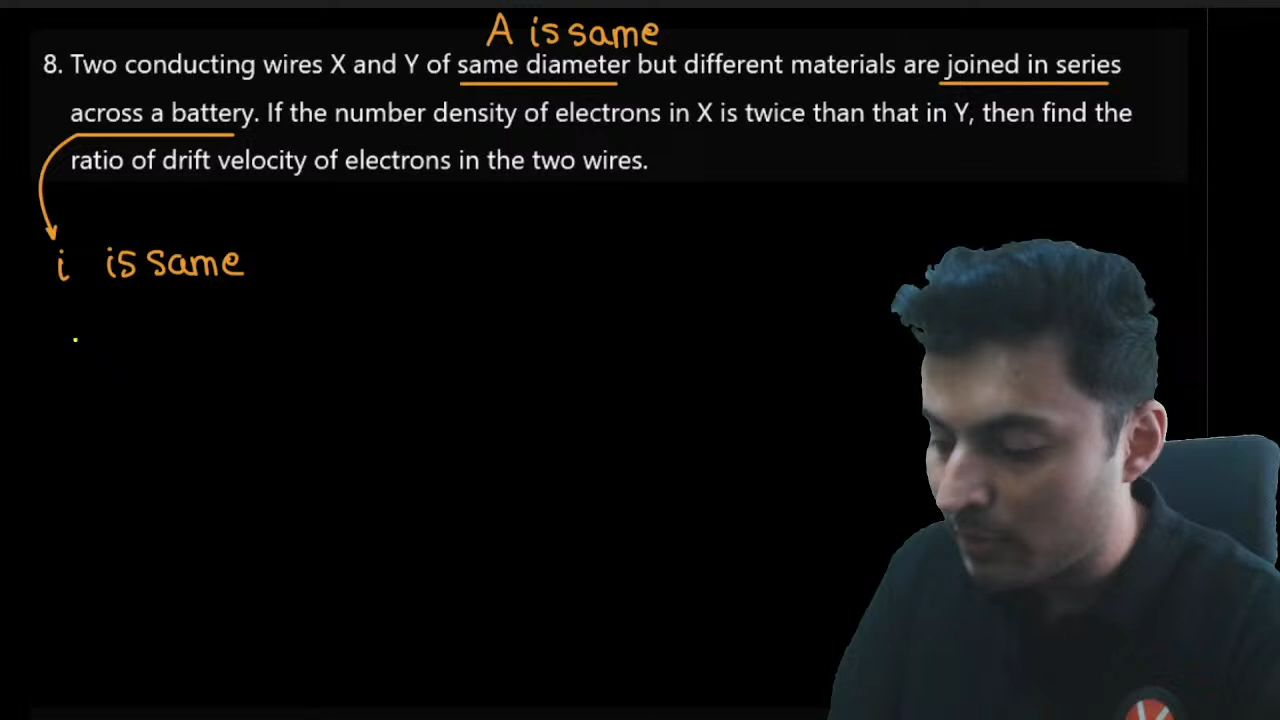 A is same
8. Two conducting wires X and Y of same diameter but different materials are joined in series
across a battery. If the number density of electrons in X is twice than that in Y, then find the
ratio of drift velocity of electrons in the two wires.
i is same